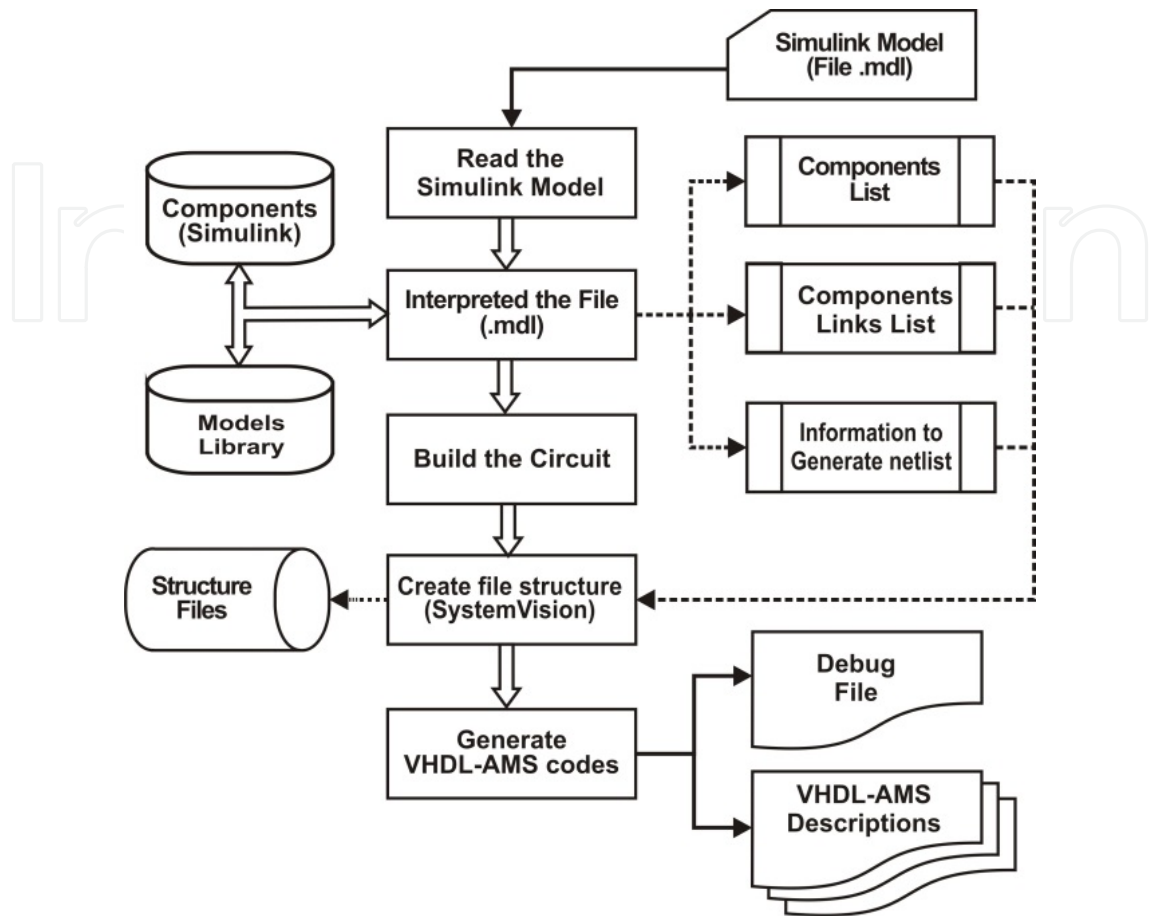 Simulink Model
(File .mdl)
Read the
Simulink Model
Components
(Simulink)
Components
List
Interpreted the File
(.mdl)
Components
Links List
Models
Library
Build the Circuit
Information to
Generate netlist
Structure
Files
Create file structure
(SystemVision)
Debug
File
Generate
VHDL-AMS codes
VHDL-AMS
Descriptions